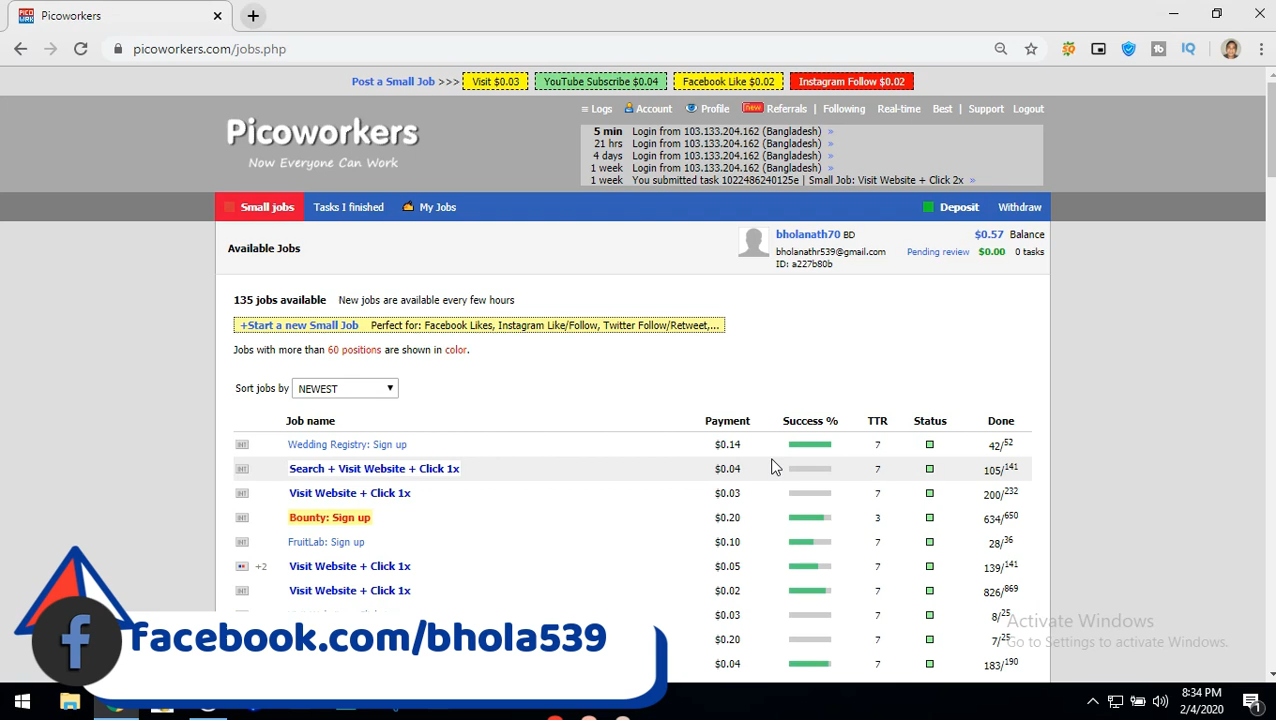 Picoworkers
picoworkers.com/jobs.php
IQ
Post a Small Job >>> Visit $0.03 YouTube Subscribe $0.04 Facebook Like $0.02 Instagram Follow $0.02
≡ Logs Account Profile new Referrals | Following Real-time Best | Support Logout
Picoworkers
Now Everyone Can Work
5 min Login from 103.133.204.162 (Bangladesh) »
21 hrs Login from 103.133.204.162 (Bangladesh) »
4 days Login from 103.133.204.162 (Bangladesh) »
1 week Login from 103.133.204.162 (Bangladesh) »
1 week You submitted task 1022486240125e | Small Job: Visit Website + Click 2x »
Small jobs Tasks I finished My Jobs Deposit Withdraw
Available Jobs
bholanath70 BD $0.57 Balance
bholanathr539@gmail.com Pending review $0.00 0 tasks
ID: a227b80b
135 jobs available New jobs are available every few hours
+Start a new Small Job Perfect for: Facebook Likes, Instagram Like/Follow, Twitter Follow/Retweet,...
Jobs with more than 60 positions are shown in color.
Sort jobs by NEWEST
Job name Payment Success % TTR Status Done
INT Wedding Registry: Sign up $0.14 7 42/52
INT Search + Visit Website + Click 1x $0.04 7 105/141
INT Visit Website + Click 1x $0.03 7 200/232
INT Bounty: Sign up $0.20 3 634/650
INT FruitLab: Sign up $0.10 7 28/36
+2 Visit Website + Click 1x $0.05 7 139/141
INT Visit Website + Click 1x $0.02 7 826/869
$0.03 7 8/25
$0.20 7 7/25
$0.04 7 183/190
Activate Windows
Go to Settings to activate Windows.
f facebook.com/bhola539
8:34 PM
2/4/2020
1